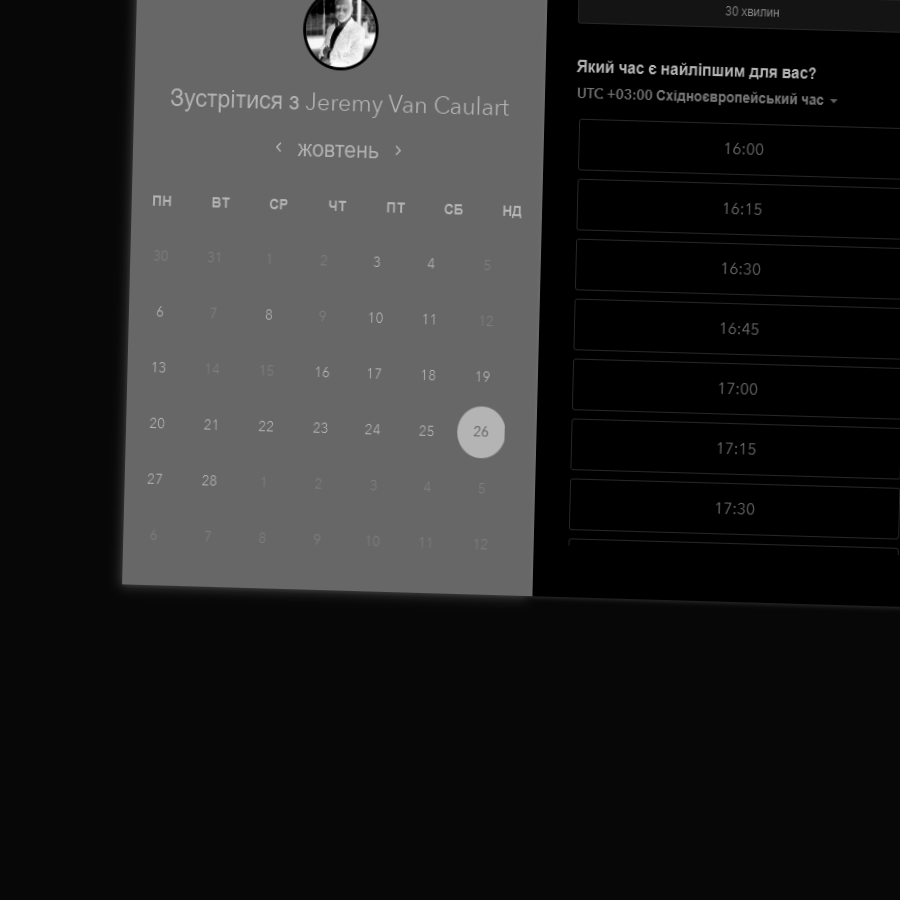 Зустрітися з Jeremy Van Caulart
жовтень
ПН ВТ СР ЧТ ПТ СБ НД
30 31 1 2 3 4 5
6 7 8 9 10 11 12
13 14 15 16 17 18 19
20 21 22 23 24 25 26
27 28 1 2 3 4 5
6 7 8 9 10 11 12
30 хвилин
Який час є найліпшим для вас?
UTC +03:00 Східноєвропейський час
16:00
16:15
16:30
16:45
17:00
17:15
17:30